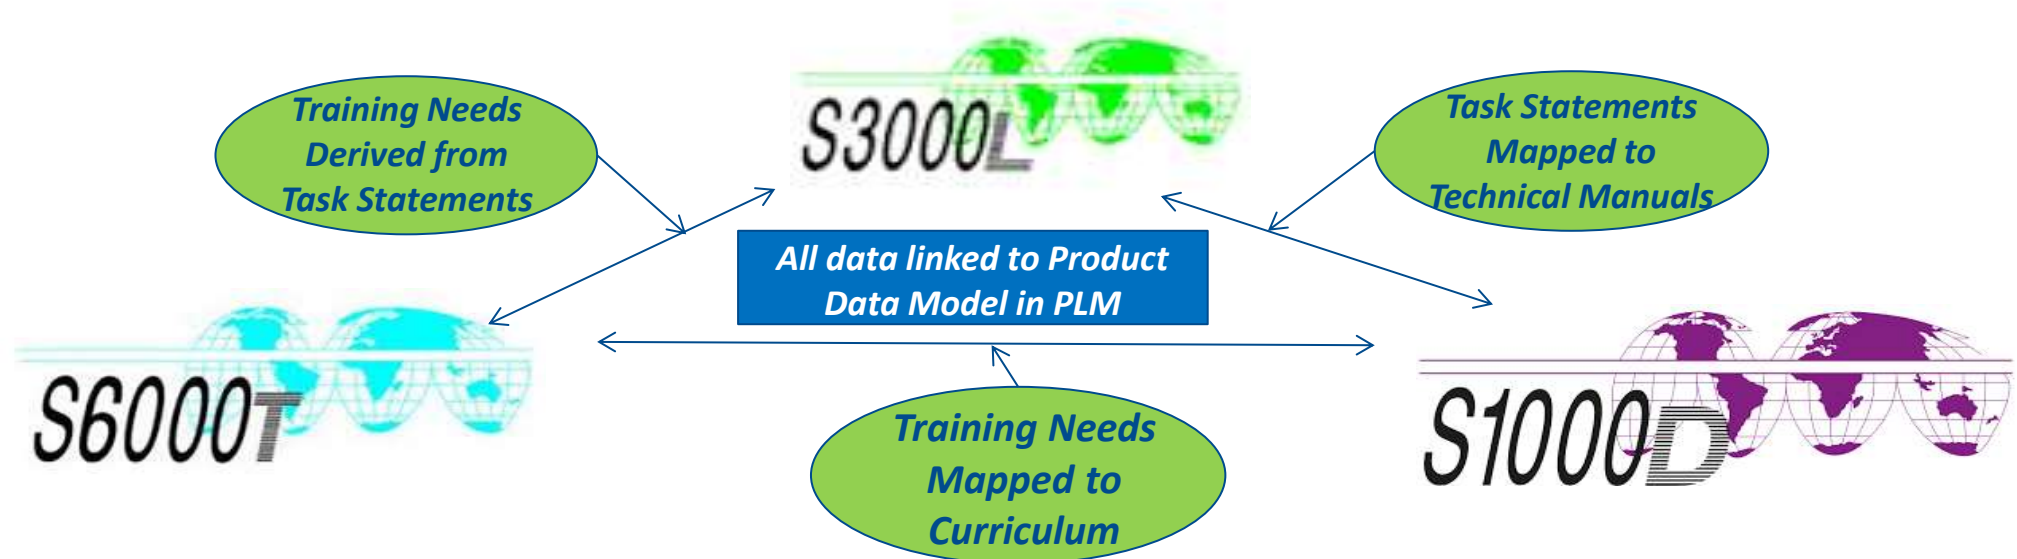 S3000L
Training Needs
Derived from
Task Statements
Task Statements
Mapped to
Technical Manuals
All data linked to Product
Data Model in PLM
S6000T
S1000D
Training Needs
Mapped to
Curriculum